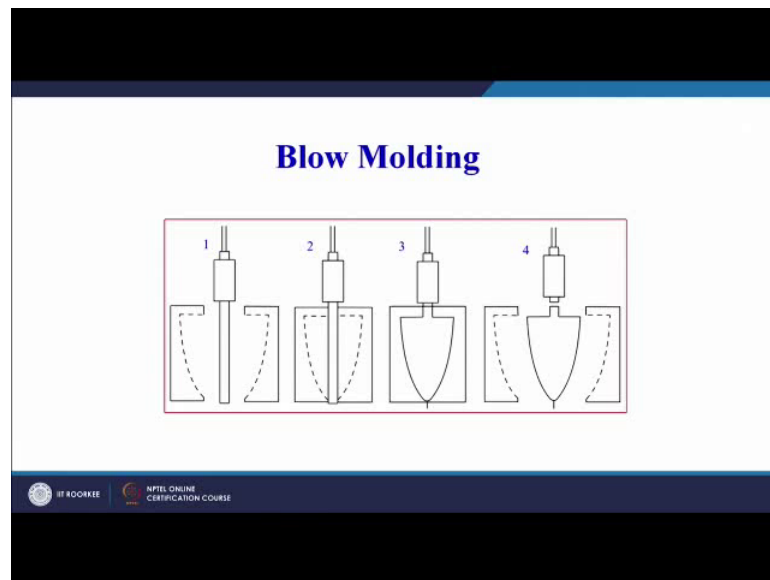 Blow Molding
1
2
3
4
IIT ROORKEE
NPTEL ONLINE
CERTIFICATION COURSE